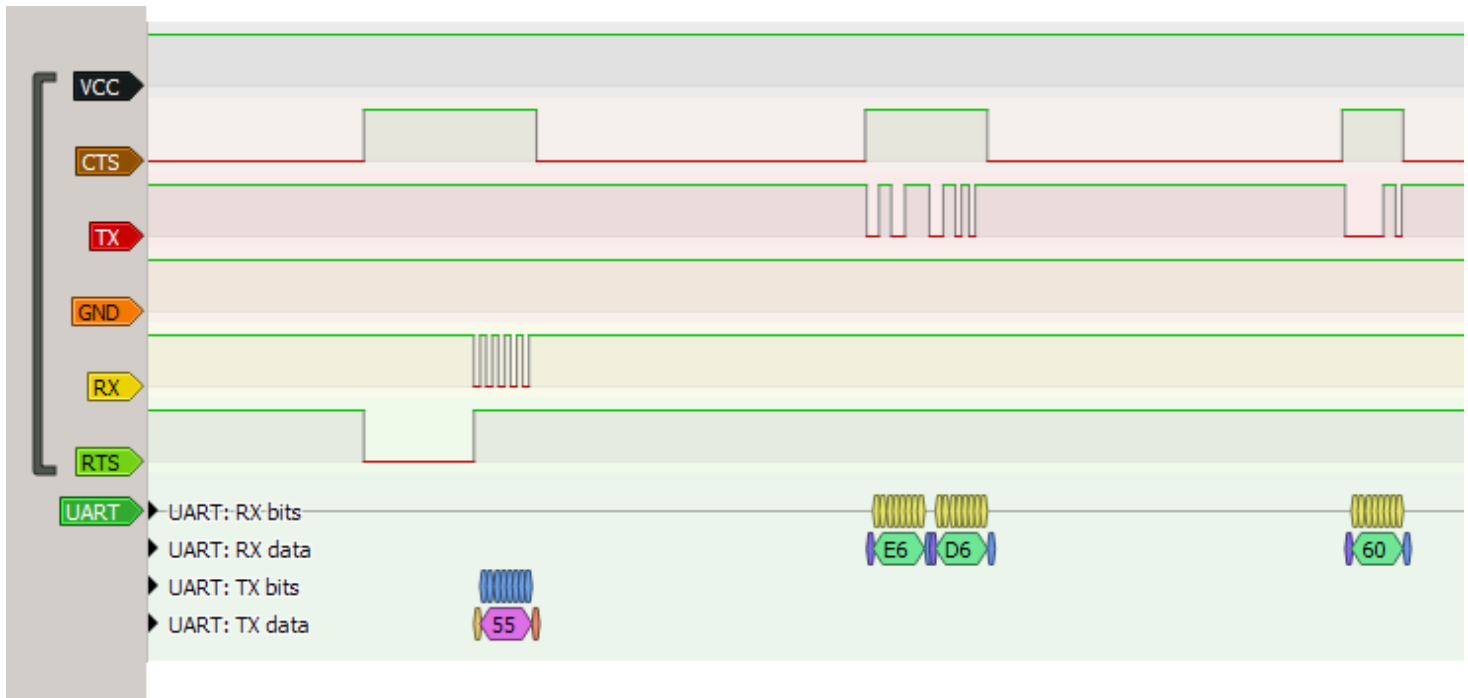 VCC
CTS
TX
GND
RX
RTS
UART UART: RX bits
UART: RX data E6 D6 60
UART: TX bits
UART: TX data 55